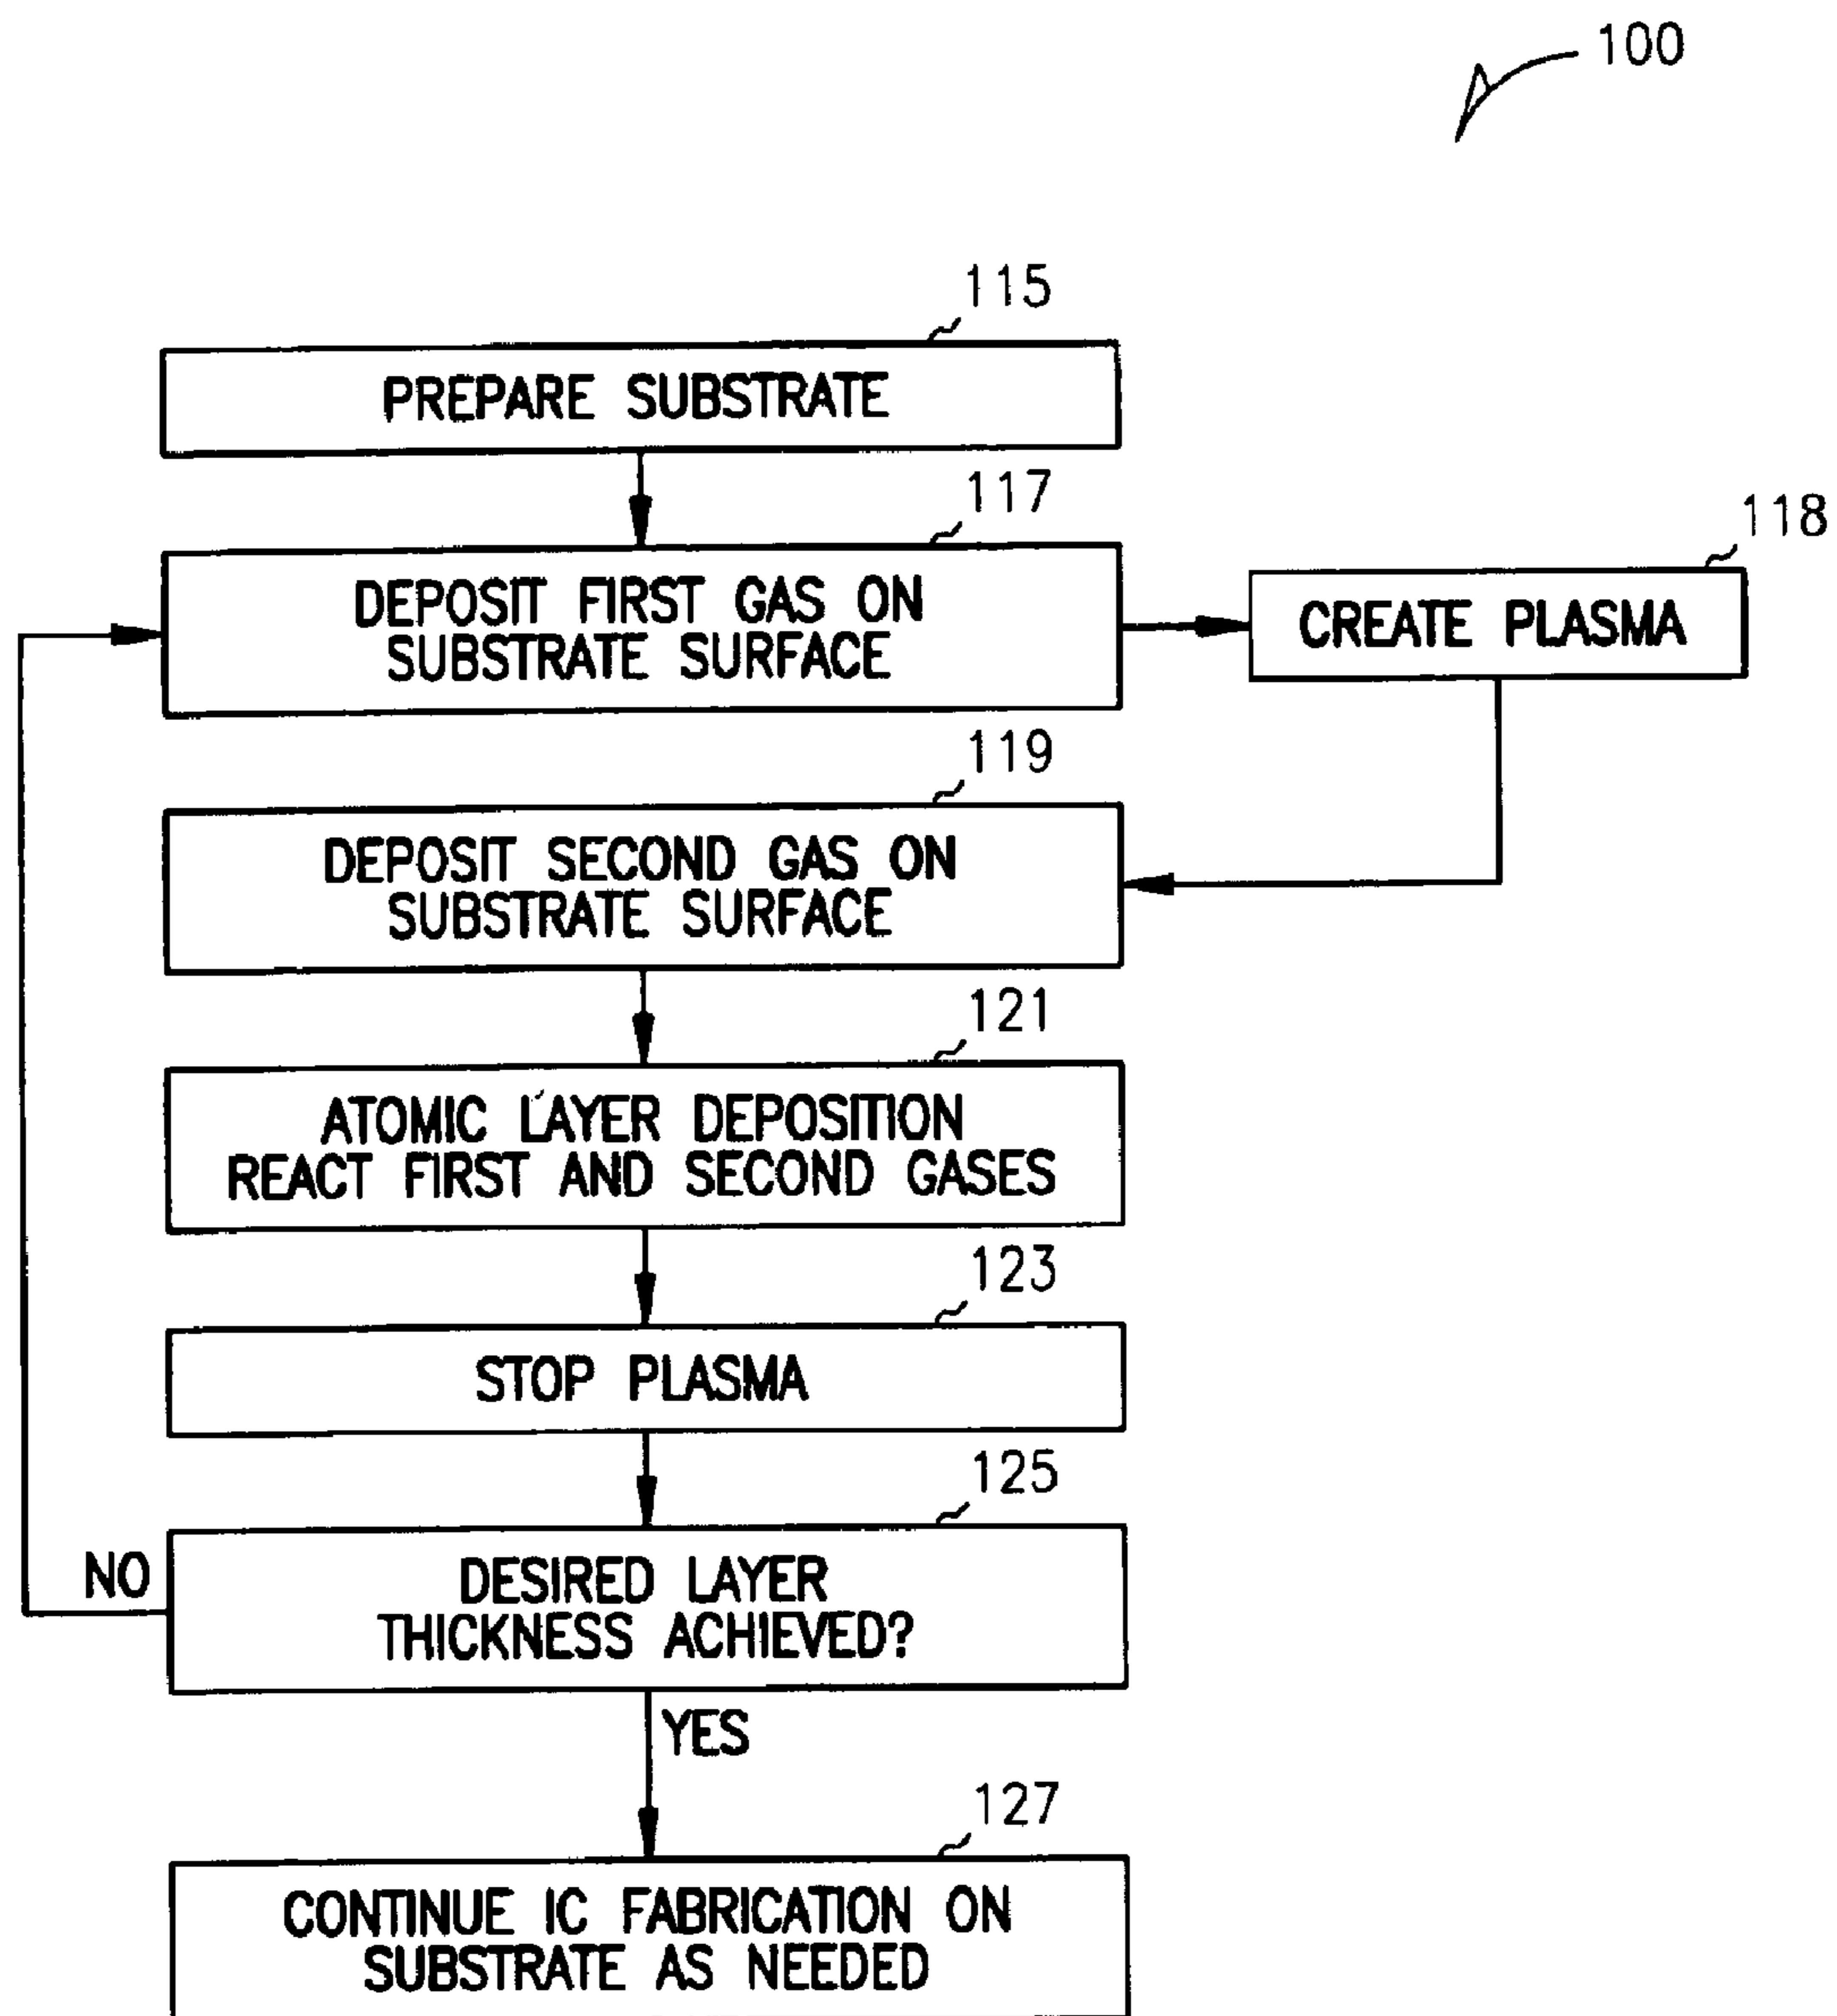 100
115
PREPARE SUBSTRATE
117
DEPOSIT FIRST GAS ON
SUBSTRATE SURFACE
118
CREATE PLASMA
119
DEPOSIT SECOND GAS ON
SUBSTRATE SURFACE
121
ATOMIC LAYER DEPOSITION
REACT FIRST AND SECOND GASES
123
STOP PLASMA
125
DESIRED LAYER
THICKNESS ACHIEVED?
NO
YES
127
CONTINUE IC FABRICATION ON
SUBSTRATE AS NEEDED